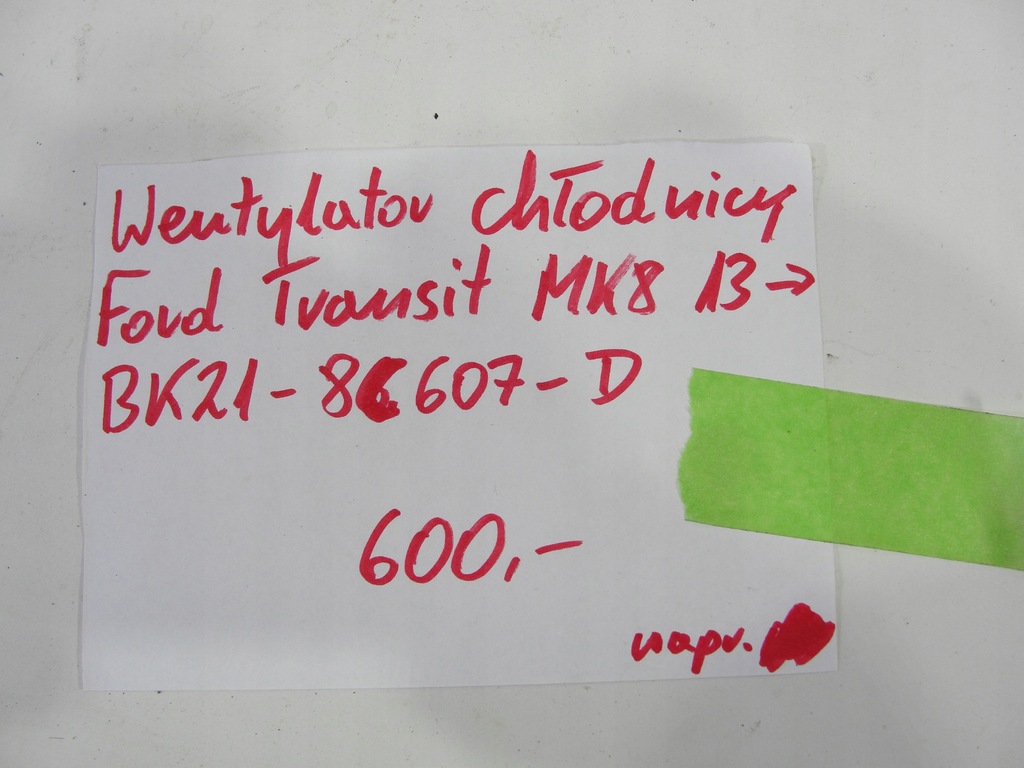 Wentylator chłodnicy
Ford Transit MK8 13→
BK21-8C607-D
600,-
napr.